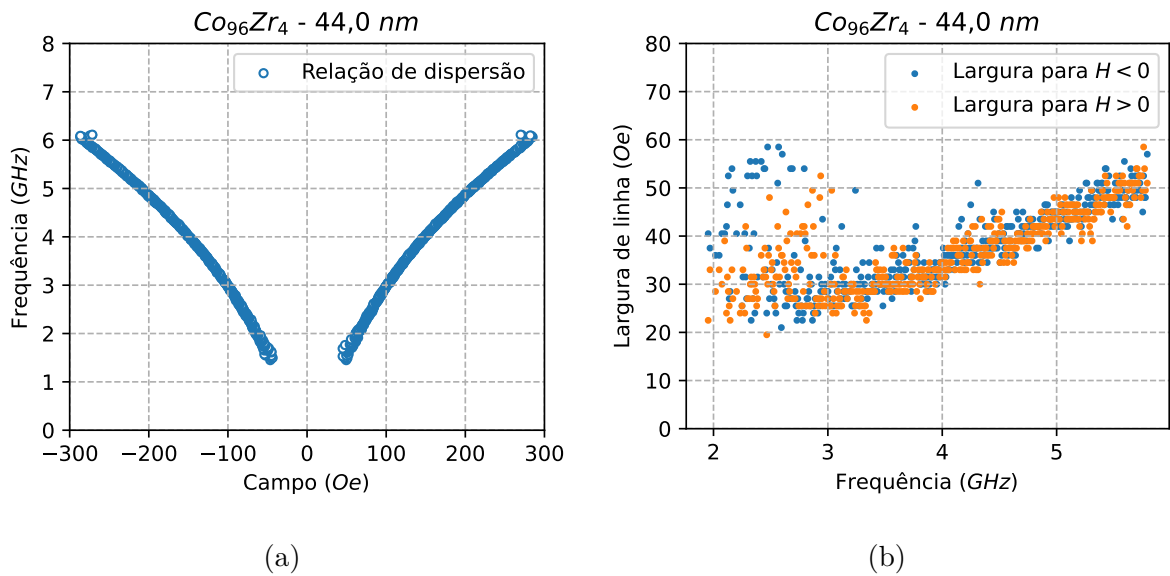 Co₉₆Zr₄ - 44,0 nm
8
7
6
5
4
3
2
1
0
Frequência (GHz)
Relação de dispersão
−300
−200
−100
0
100
200
300
Campo (Oe)
(a)
Co₉₆Zr₄ - 44,0 nm
80
70
60
50
40
30
20
10
0
Largura de linha (Oe)
Largura para H < 0
Largura para H > 0
2
3
4
5
Frequência (GHz)
(b)